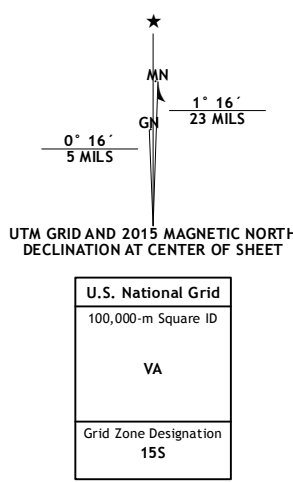 MN
GN
1° 16´
23 MILS
0° 16´
5 MILS
UTM GRID AND 2015 MAGNETIC NORTH
DECLINATION AT CENTER OF SHEET
U.S. National Grid
100,000-m Square ID
VA
Grid Zone Designation
15S